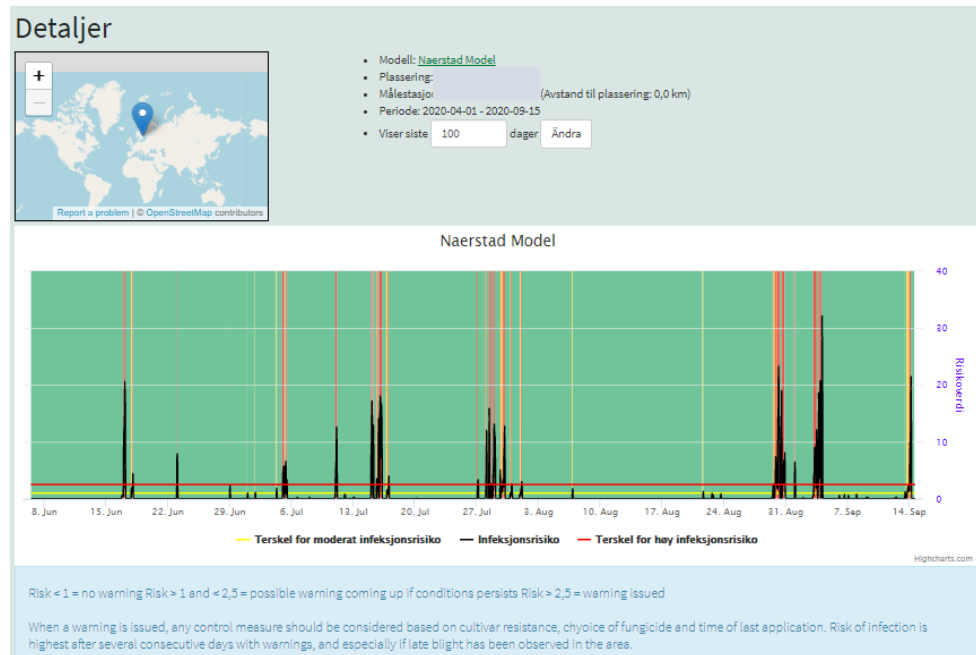 Detaljer
+
−
Report a problem | © OpenStreetMap contributors
Modell: Naerstad Model
Plassering:
Målestasjo (Avstand til plassering: 0,0 km)
Periode: 2020-04-01 - 2020-09-15
Viser siste 100 dager Ändra
Naerstad Model
40
30
20
10
0
Risikoverdi
8. Jun 15. Jun 22. Jun 29. Jun 6. Jul 13. Jul 20. Jul 27. Jul 3. Aug 10. Aug 17. Aug 24. Aug 31. Aug 7. Sep 14. Sep
Terskel for moderat infeksjonsrisiko Infeksjonsrisiko Terskel for høy infeksjonsrisiko
Highcharts.com
Risk < 1 = no warning Risk > 1 and < 2,5 = possible warning coming up if conditions persists Risk > 2,5 = warning issued
When a warning is issued, any control measure should be considered based on cultivar resistance, chyoice of fungicide and time of last application. Risk of infection is
highest after several consecutive days with warnings, and especially if late blight has been observed in the area.